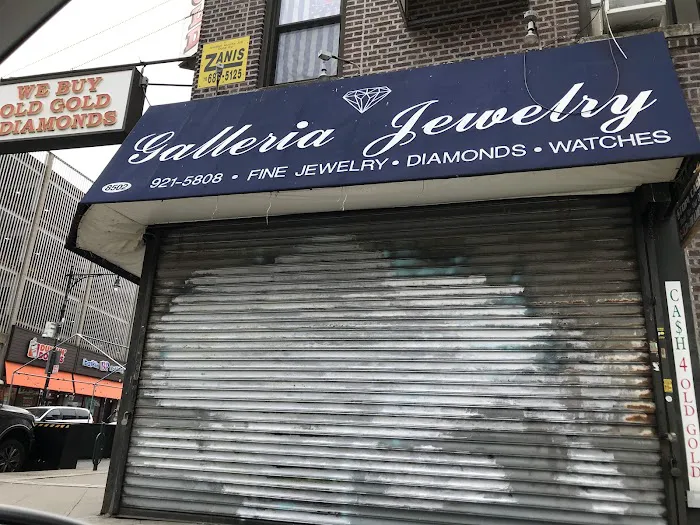 WE BUY
OLD GOLD
DIAMONDS
ZANIS
Galleria Jewelry
8502
921-5808 • FINE JEWELRY • DIAMONDS • WATCHES
CA$H 4 OLD GOLD